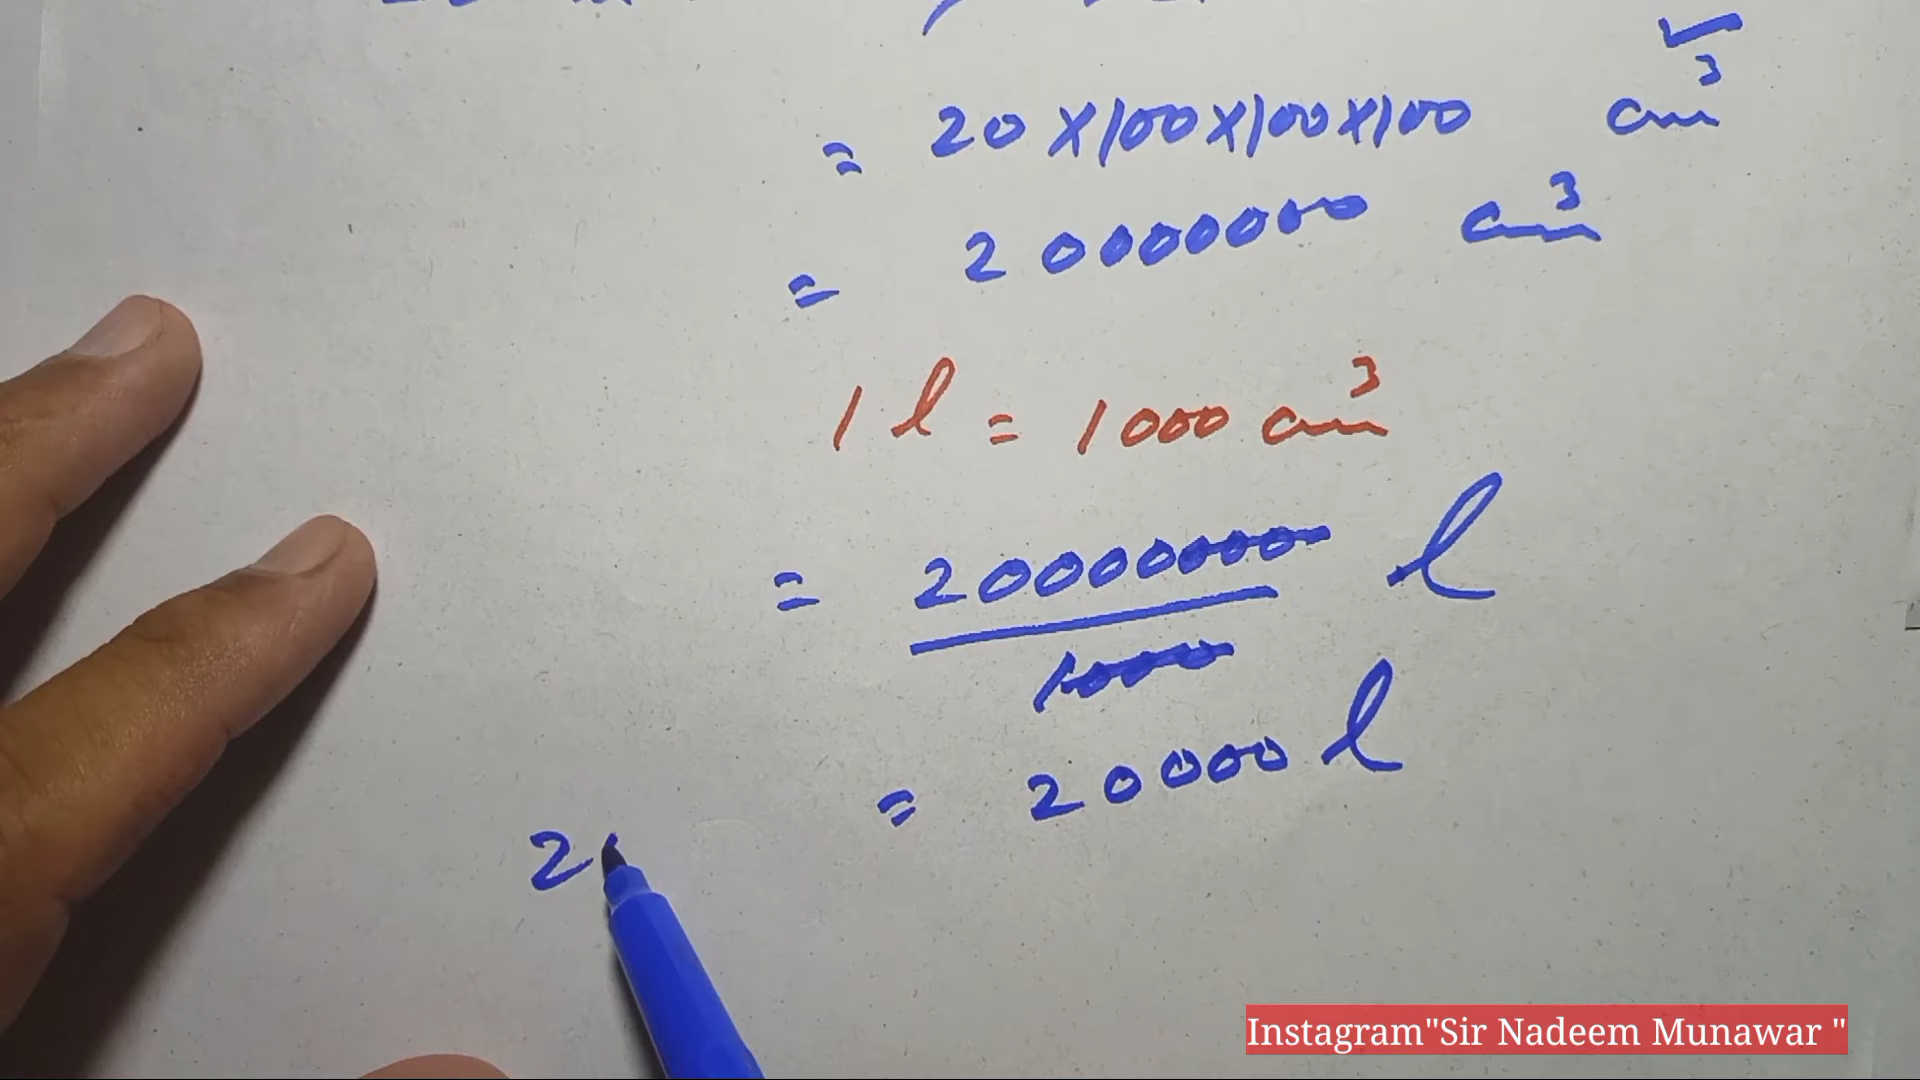 = 20 X 100 X 100 X 100 cm³
= 20000000 cm³
1 l = 1000 cm³
= 20000000 / 1000 l
= 20000 l
2
Instagram"Sir Nadeem Munawar "